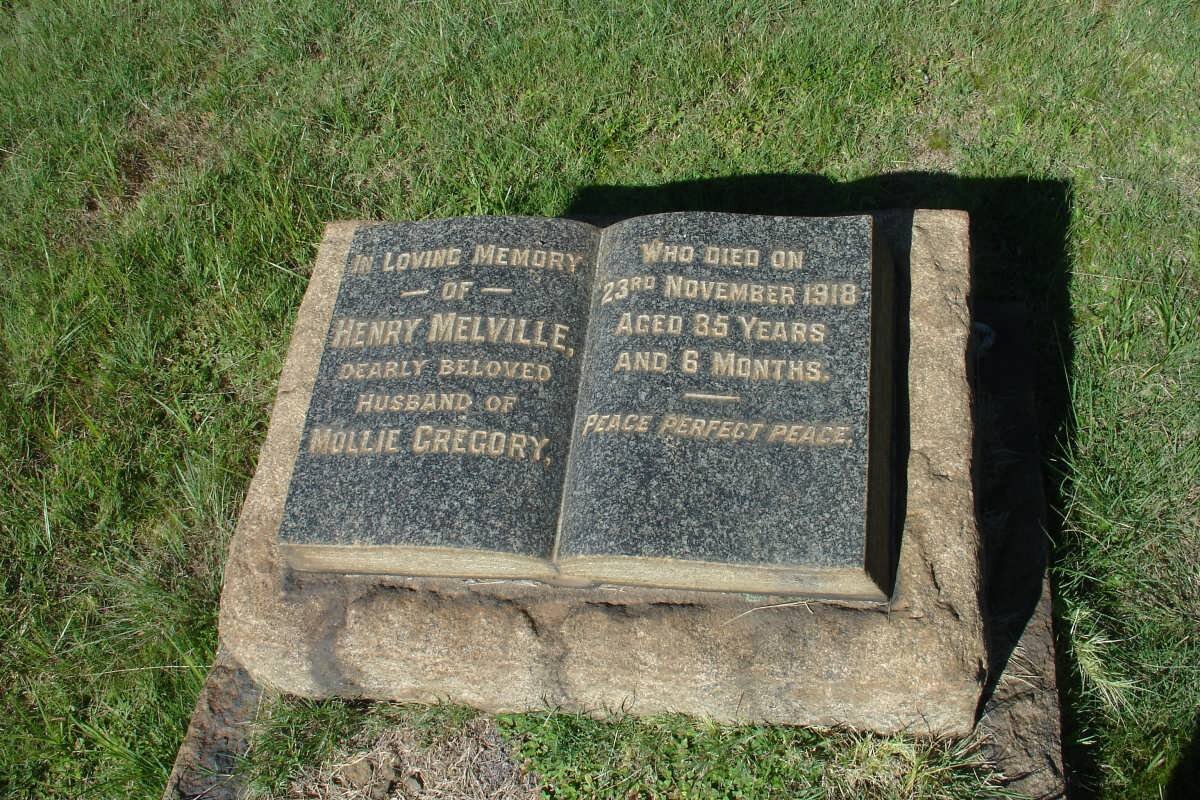 In Loving Memory
— of —
Henry Melville,
dearly beloved
husband of
Mollie Gregory,
Who died on
23rd November 1918
Aged 35 Years
and 6 Months.
Peace perfect peace.